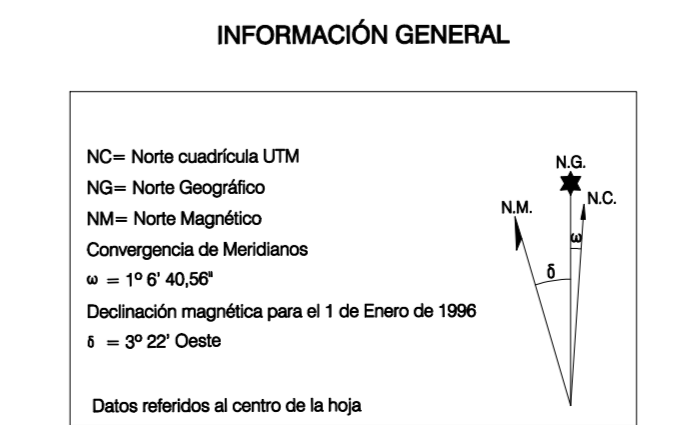 INFORMACIÓN GENERAL
NC= Norte cuadrícula UTM
NG= Norte Geográfico
NM= Norte Magnético
Convergencia de Meridianos
ω = 1º 6' 40,56"
Declinación magnética para el 1 de Enero de 1996
δ = 3º 22' Oeste
Datos referidos al centro de la hoja
N.G.
N.C.
N.M.
ω
δ